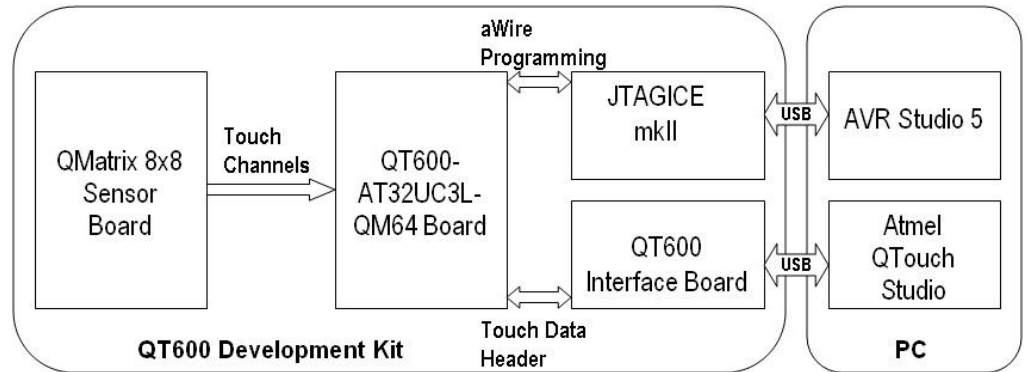 aWire
Programming
QMatrix 8x8
Sensor
Board
Touch
Channels
QT600-
AT32UC3L-
QM64 Board
JTAGICE
mkII
USB
AVR Studio 5
QT600
Interface Board
USB
Atmel
QTouch
Studio
Touch Data
Header
QT600 Development Kit
PC